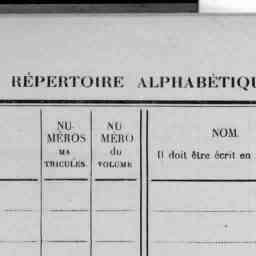 RÉPERTOIRE ALPHABÉTIQU
NU-
MÉROS
MA
TRICULES.
NU
MÉRO
du
VOLUME
NOM.
Il doit être écrit en